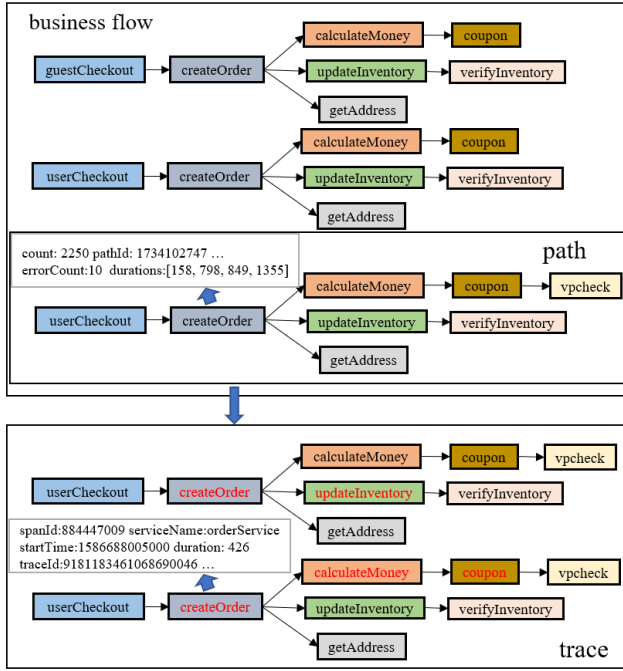 business flow
calculateMoney coupon
guestCheckout createOrder updateInventory verifyInventory
getAddress
calculateMoney coupon
userCheckout createOrder updateInventory verifyInventory
getAddress
path
count: 2250 pathId: 1734102747 ...
errorCount:10 durations:[158, 798, 849, 1355]
calculateMoney coupon vpcheck
userCheckout createOrder updateInventory verifyInventory
getAddress
calculateMoney coupon vpcheck
userCheckout createOrder updateInventory verifyInventory
getAddress
spanId:884447009 serviceName:orderService
startTime:1586688005000 duration: 426
traceId:9181183461068690046 ...
calculateMoney coupon vpcheck
userCheckout createOrder updateInventory verifyInventory
getAddress
trace